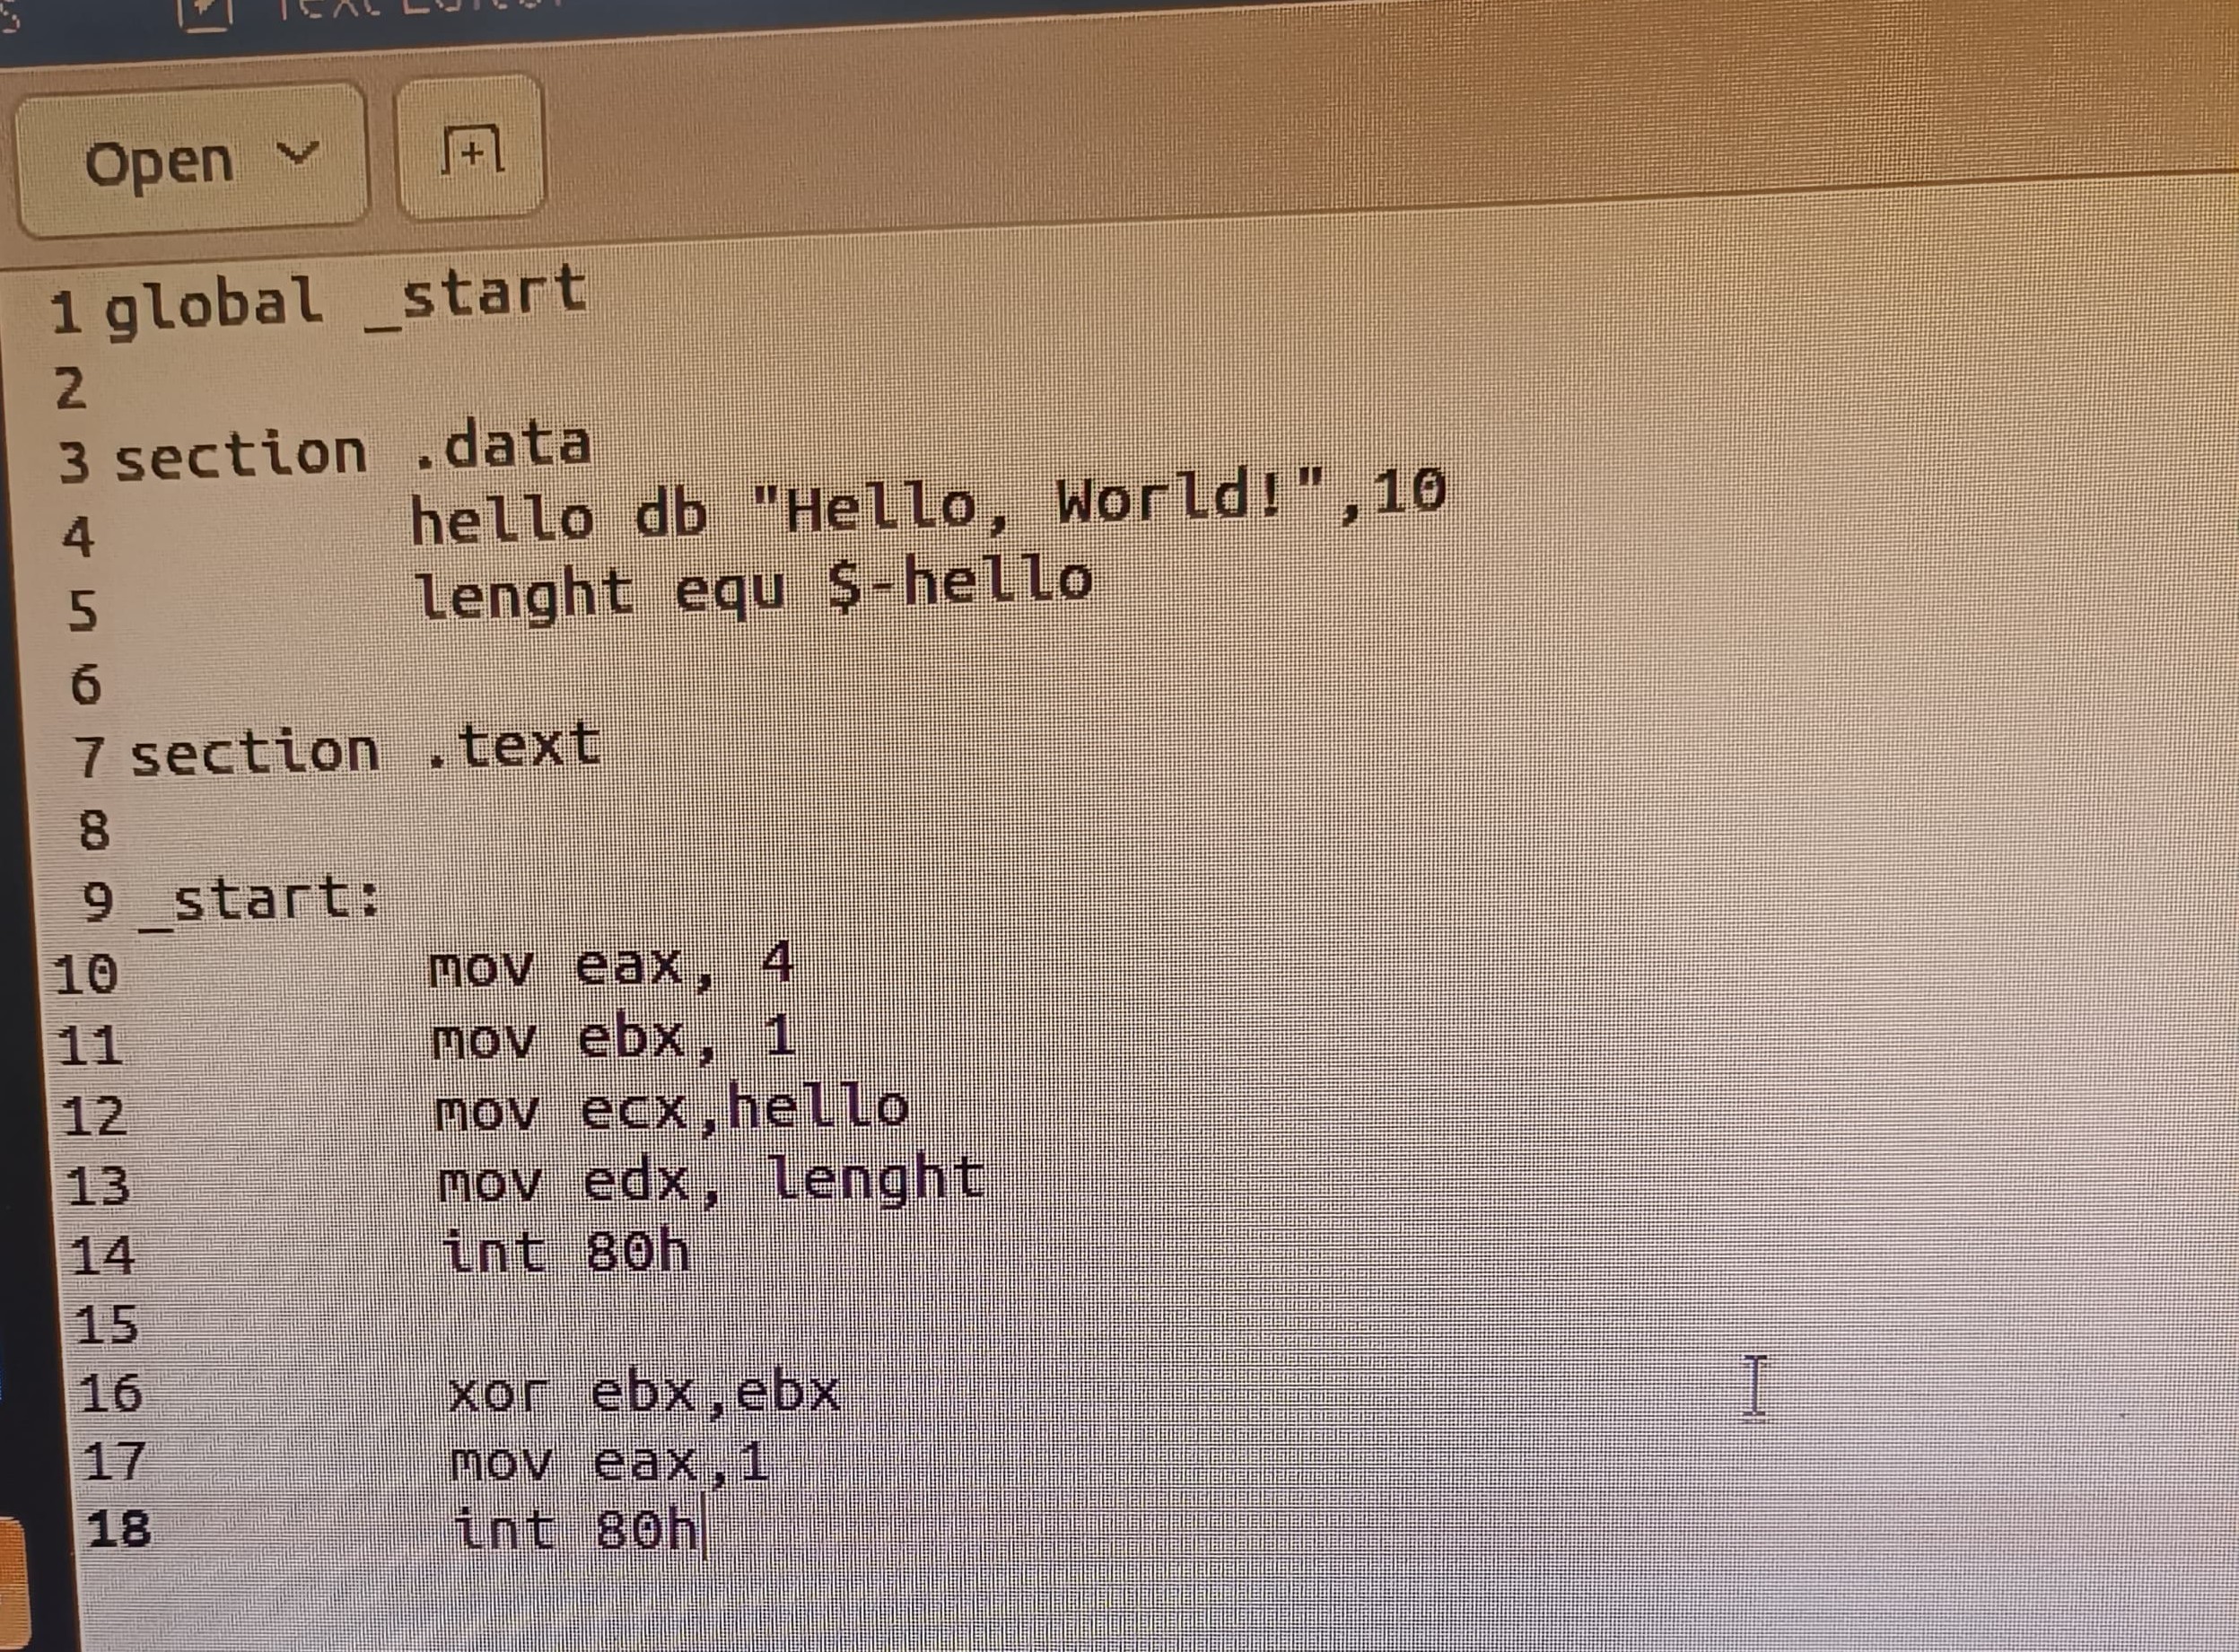 Text Editor
Open
1 global _start
2
3 section .data
4 hello db "Hello, World!",10
5 lenght equ $-hello
6
7 section .text
8
9 _start:
10 mov eax, 4
11 mov ebx, 1
12 mov ecx,hello
13 mov edx, lenght
14 int 80h
15
16 xor ebx,ebx
17 mov eax,1
18 int 80h